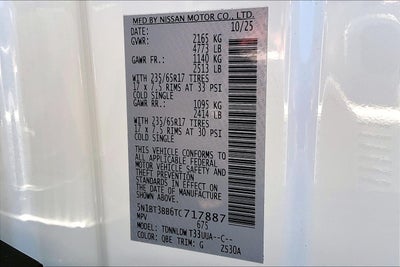 MFD BY NISSAN MOTOR CO., LTD.
DATE: 10/25
GVWR: 2165 KG
4773 LB
GAWR FR.: 1140 KG
2513 LB
WITH 235/65R17 TIRES
17 x 7.5 RIMS AT 33 PSI
COLD SINGLE
GAWR RR.: 1095 KG
2414 LB
WITH 235/65R17 TIRES
17 x 7.5 RIMS AT 30 PSI
COLD SINGLE
THIS VEHICLE CONFORMS TO
ALL APPLICABLE FEDERAL
MOTOR VEHICLE SAFETY AND
THEFT PREVENTION
STANDARDS IN EFFECT ON
THE DATE OF MANUFACTURE
SHOWN ABOVE
5N1BT3BB6TC717887
MPV 675
MODEL: TDNNLDW T33UUA--C--
COLOR: QBE TRIM: G ZS30A